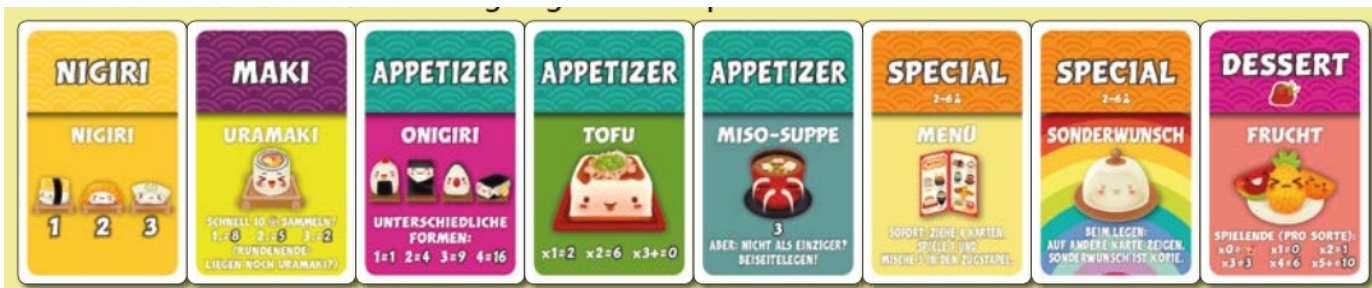 NIGIRI
NIGIRI
1 2 3
MAKI
URAMAKI
SCHNELL 10 SAMMELN?
1.=8 2.=5 3.=2
(RUNDENENDE:
LIEGEN NOCH URAMAKI?)
APPETIZER
ONIGIRI
UNTERSCHIEDLICHE
FORMEN:
1=1 2=4 3=9 4=16
APPETIZER
TOFU
x1=2 x2=6 x3+=0
APPETIZER
MISO-SUPPE
3
ABER: NICHT ALS EINZIGER?
BEISEITELEGEN!
SPECIAL
2-6
MENÜ
SOFORT: ZIEHE 4 KARTEN.
SPIELE 1 UND
MISCHE 3 IN DEN ZUGSTAPEL.
SPECIAL
2-6
SONDERWUNSCH
BEIM LEGEN:
AUF ANDERE KARTE ZEIGEN.
SONDERWUNSCH IST KOPIE.
DESSERT
FRUCHT
SPIELENDE (PRO SORTE):
x0=-2 x1=0 x2=1
x3=3 x4=6 x5+=10